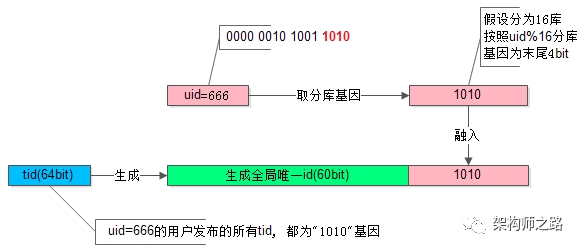 0000 0010 1001 1010
假设分为16库
按照uid%16分库
基因为末尾4bit
uid=666
取分库基因
1010
融入
tid(64bit)
生成
生成全局唯一id(60bit)
1010
uid=666的用户发布的所有tid，都为“1010“基因
架构师之路